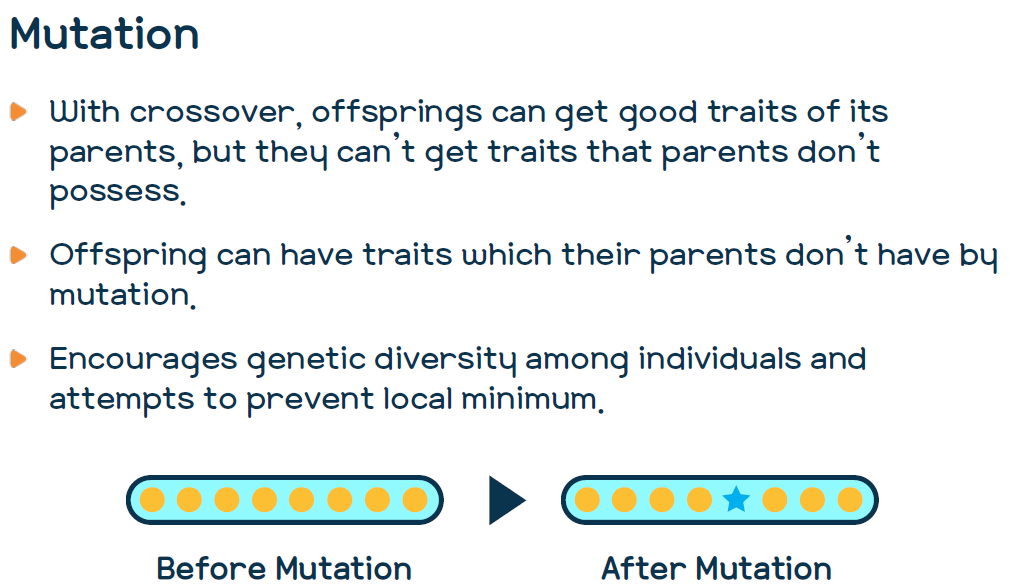 Mutation
With crossover, offsprings can get good traits of its
parents, but they can't get traits that parents don't
possess.
Offspring can have traits which their parents don't have by
mutation.
Encourages genetic diversity among individuals and
attempts to prevent local minimum.
Before Mutation
After Mutation